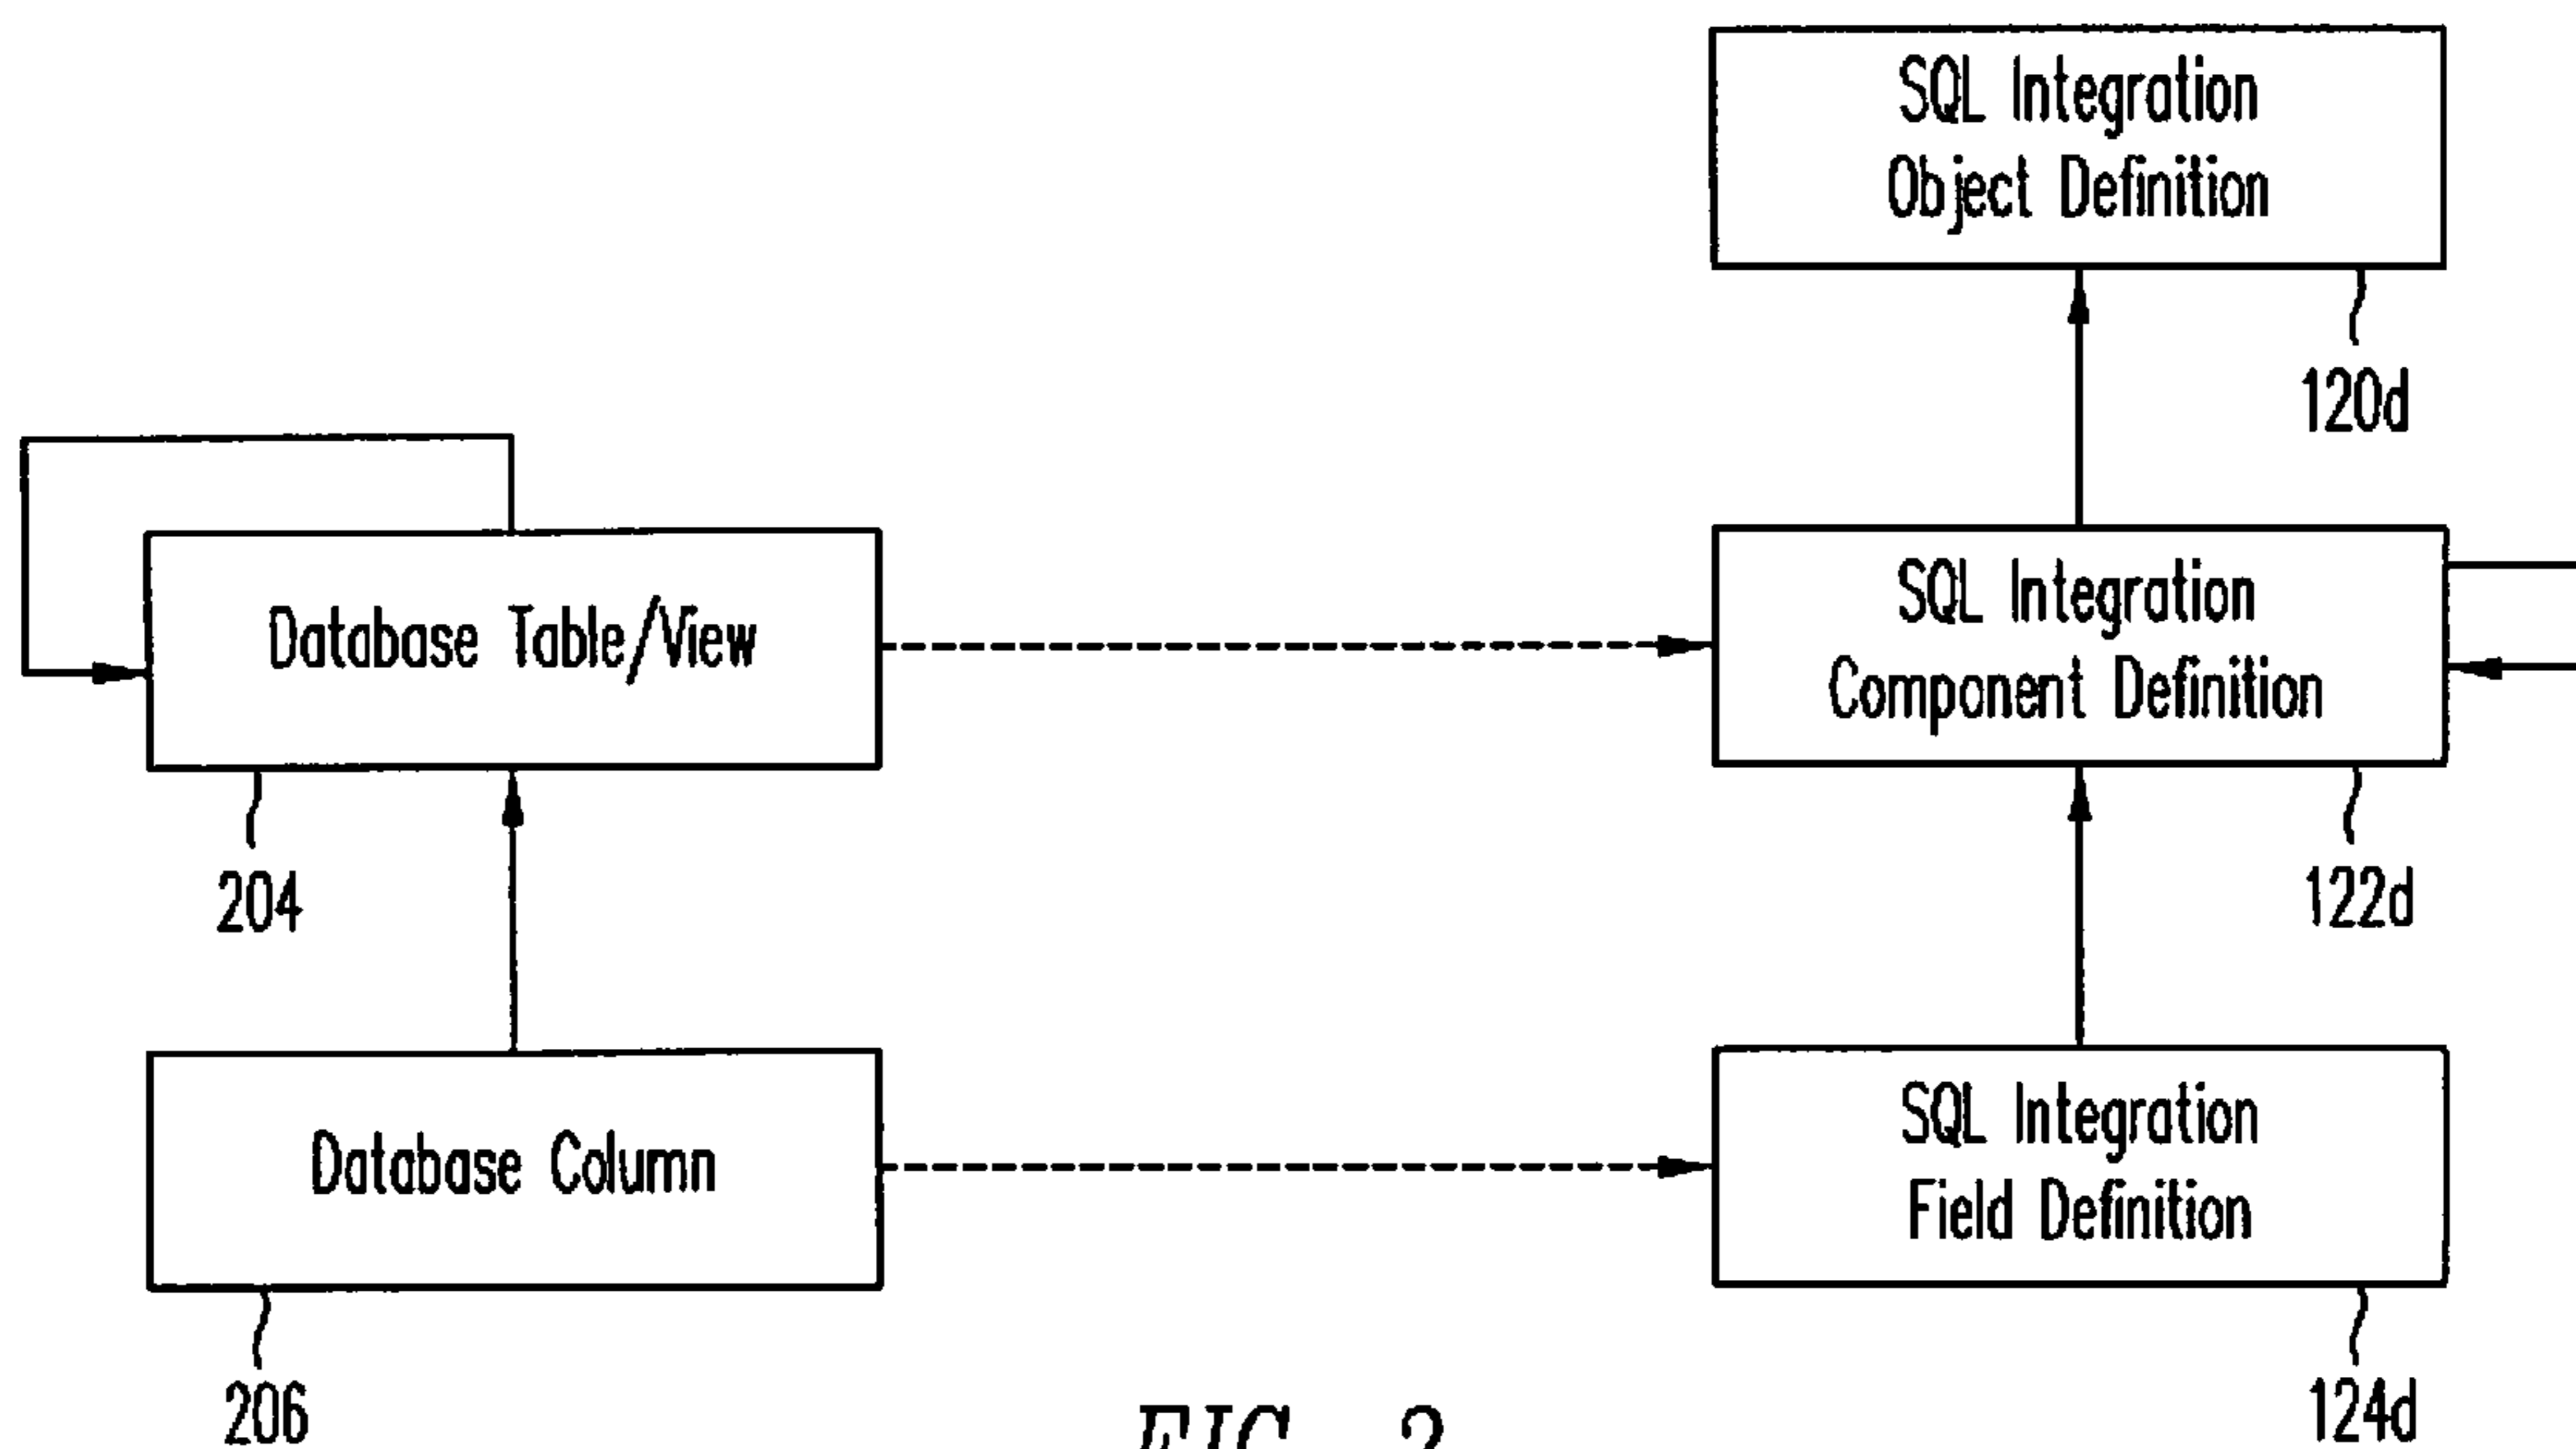 SQL Integration
Object Definition
120d
Database Table/View
SQL Integration
Component Definition
204
122d
Database Column
SQL Integration
Field Definition
206
124d
FIG.